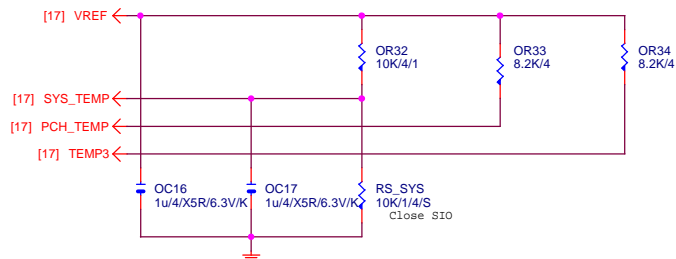 [17] VREF
OR32
10K/4/1
OR33
8.2K/4
OR34
8.2K/4
[17] SYS_TEMP
[17] PCH_TEMP
[17] TEMP3
OC16
1u/4/X5R/6.3V/K
OC17
1u/4/X5R/6.3V/K
RS_SYS
10K/1/4/S
Close SIO